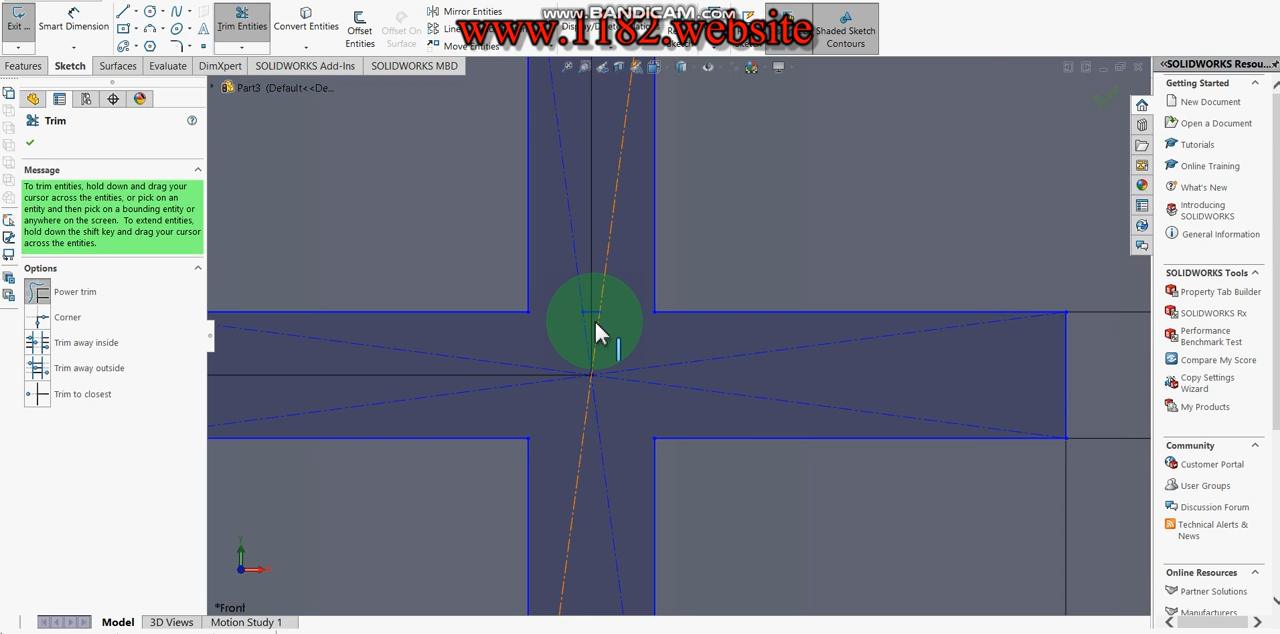 www.BANDICAM.com
www.1182.website
Exit ...
Smart Dimension
Trim Entities
Convert Entities
Offset Entities
Offset On Surface
Mirror Entities
Move Entities
Shaded Sketch Contours
Features
Sketch
Surfaces
Evaluate
DimXpert
SOLIDWORKS Add-Ins
SOLIDWORKS MBD
Part3 (Default<<De...
Trim
Message
To trim entities, hold down and drag your
cursor across the entities, or pick on an
entity and then pick on a bounding entity or
anywhere on the screen. To extend entities,
hold down the shift key and drag your cursor
across the entities.
Options
Power trim
Corner
Trim away inside
Trim away outside
Trim to closest
*Front
Model
3D Views
Motion Study 1
SOLIDWORKS Resou...
Getting Started
New Document
Open a Document
Tutorials
Online Training
What's New
Introducing
SOLIDWORKS
General Information
SOLIDWORKS Tools
Property Tab Builder
SOLIDWORKS Rx
Performance
Benchmark Test
Compare My Score
Copy Settings
Wizard
My Products
Community
Customer Portal
User Groups
Discussion Forum
Technical Alerts &
News
Online Resources
Partner Solutions
Manufacturers